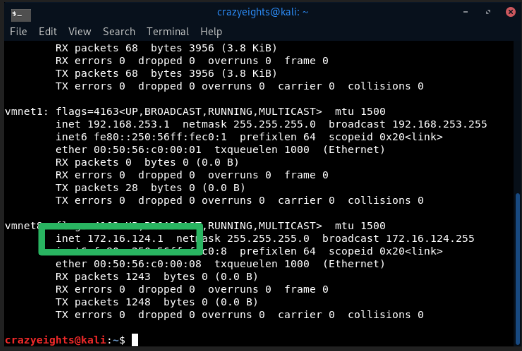 crazyeights@kali: ~
File Edit View Search Terminal Help
RX packets 68 bytes 3956 (3.8 KiB)
RX errors 0 dropped 0 overruns 0 frame 0
TX packets 68 bytes 3956 (3.8 KiB)
TX errors 0 dropped 0 overruns 0 carrier 0 collisions 0
vmnet1: flags=4163<UP,BROADCAST,RUNNING,MULTICAST> mtu 1500
inet 192.168.253.1 netmask 255.255.255.0 broadcast 192.168.253.255
inet6 fe80::250:56ff:fec0:1 prefixlen 64 scopeid 0x20<link>
ether 00:50:56:c0:00:01 txqueuelen 1000 (Ethernet)
RX packets 0 bytes 0 (0.0 B)
RX errors 0 dropped 0 overruns 0 frame 0
TX packets 28 bytes 0 (0.0 B)
TX errors 0 dropped 0 overruns 0 carrier 0 collisions 0
vmnet8: flags=4163<UP,BROADCAST,RUNNING,MULTICAST> mtu 1500
inet 172.16.124.1 netmask 255.255.255.0 broadcast 172.16.124.255
prefixlen 64 scopeid 0x20<link>
ether 00:50:56:c0:00:08 txqueuelen 1000 (Ethernet)
RX packets 1243 bytes 0 (0.0 B)
RX errors 0 dropped 0 overruns 0 frame 0
TX packets 1248 bytes 0 (0.0 B)
TX errors 0 dropped 0 overruns 0 carrier 0 collisions 0
crazyeights@kali:~$